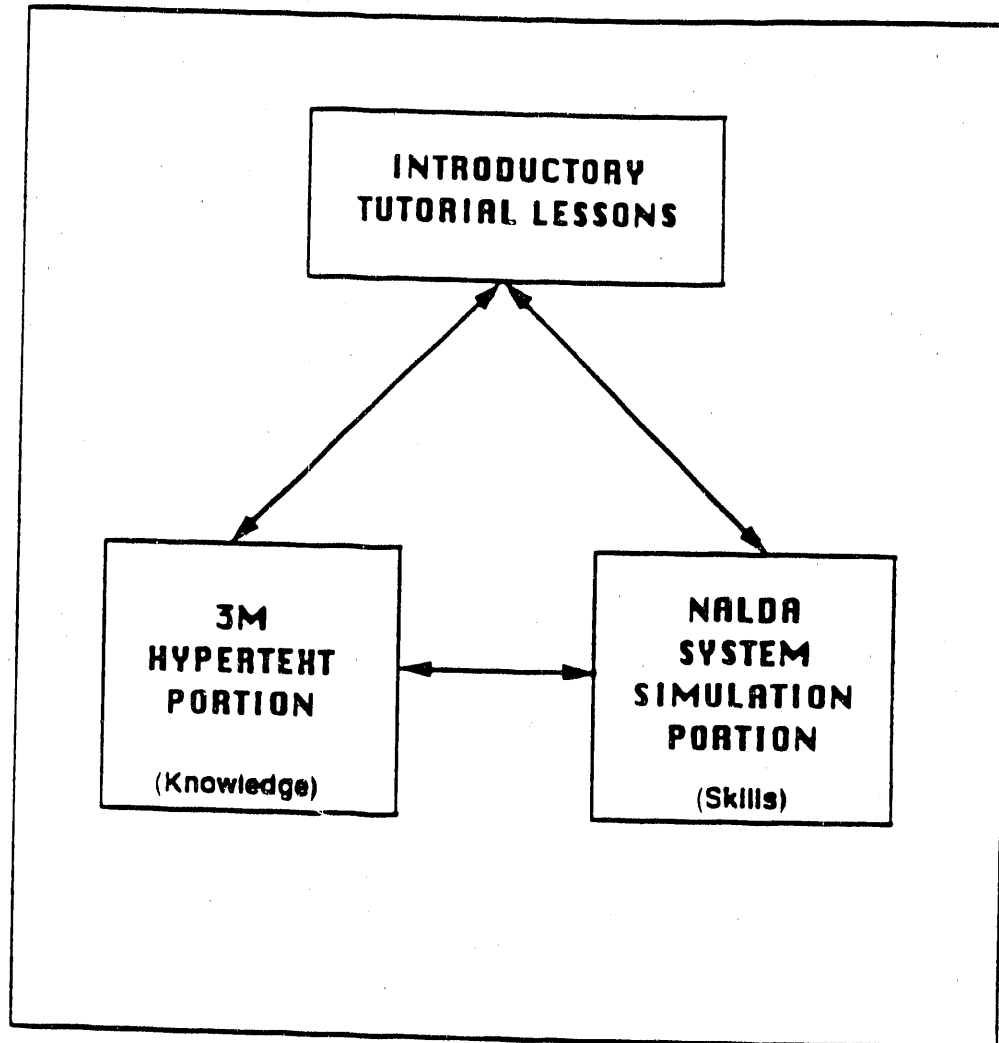 INTRODUCTORY
TUTORIAL LESSONS
3M
HYPERTEXT
PORTION
(Knowledge)
NALDA
SYSTEM
SIMULATION
PORTION
(Skills)